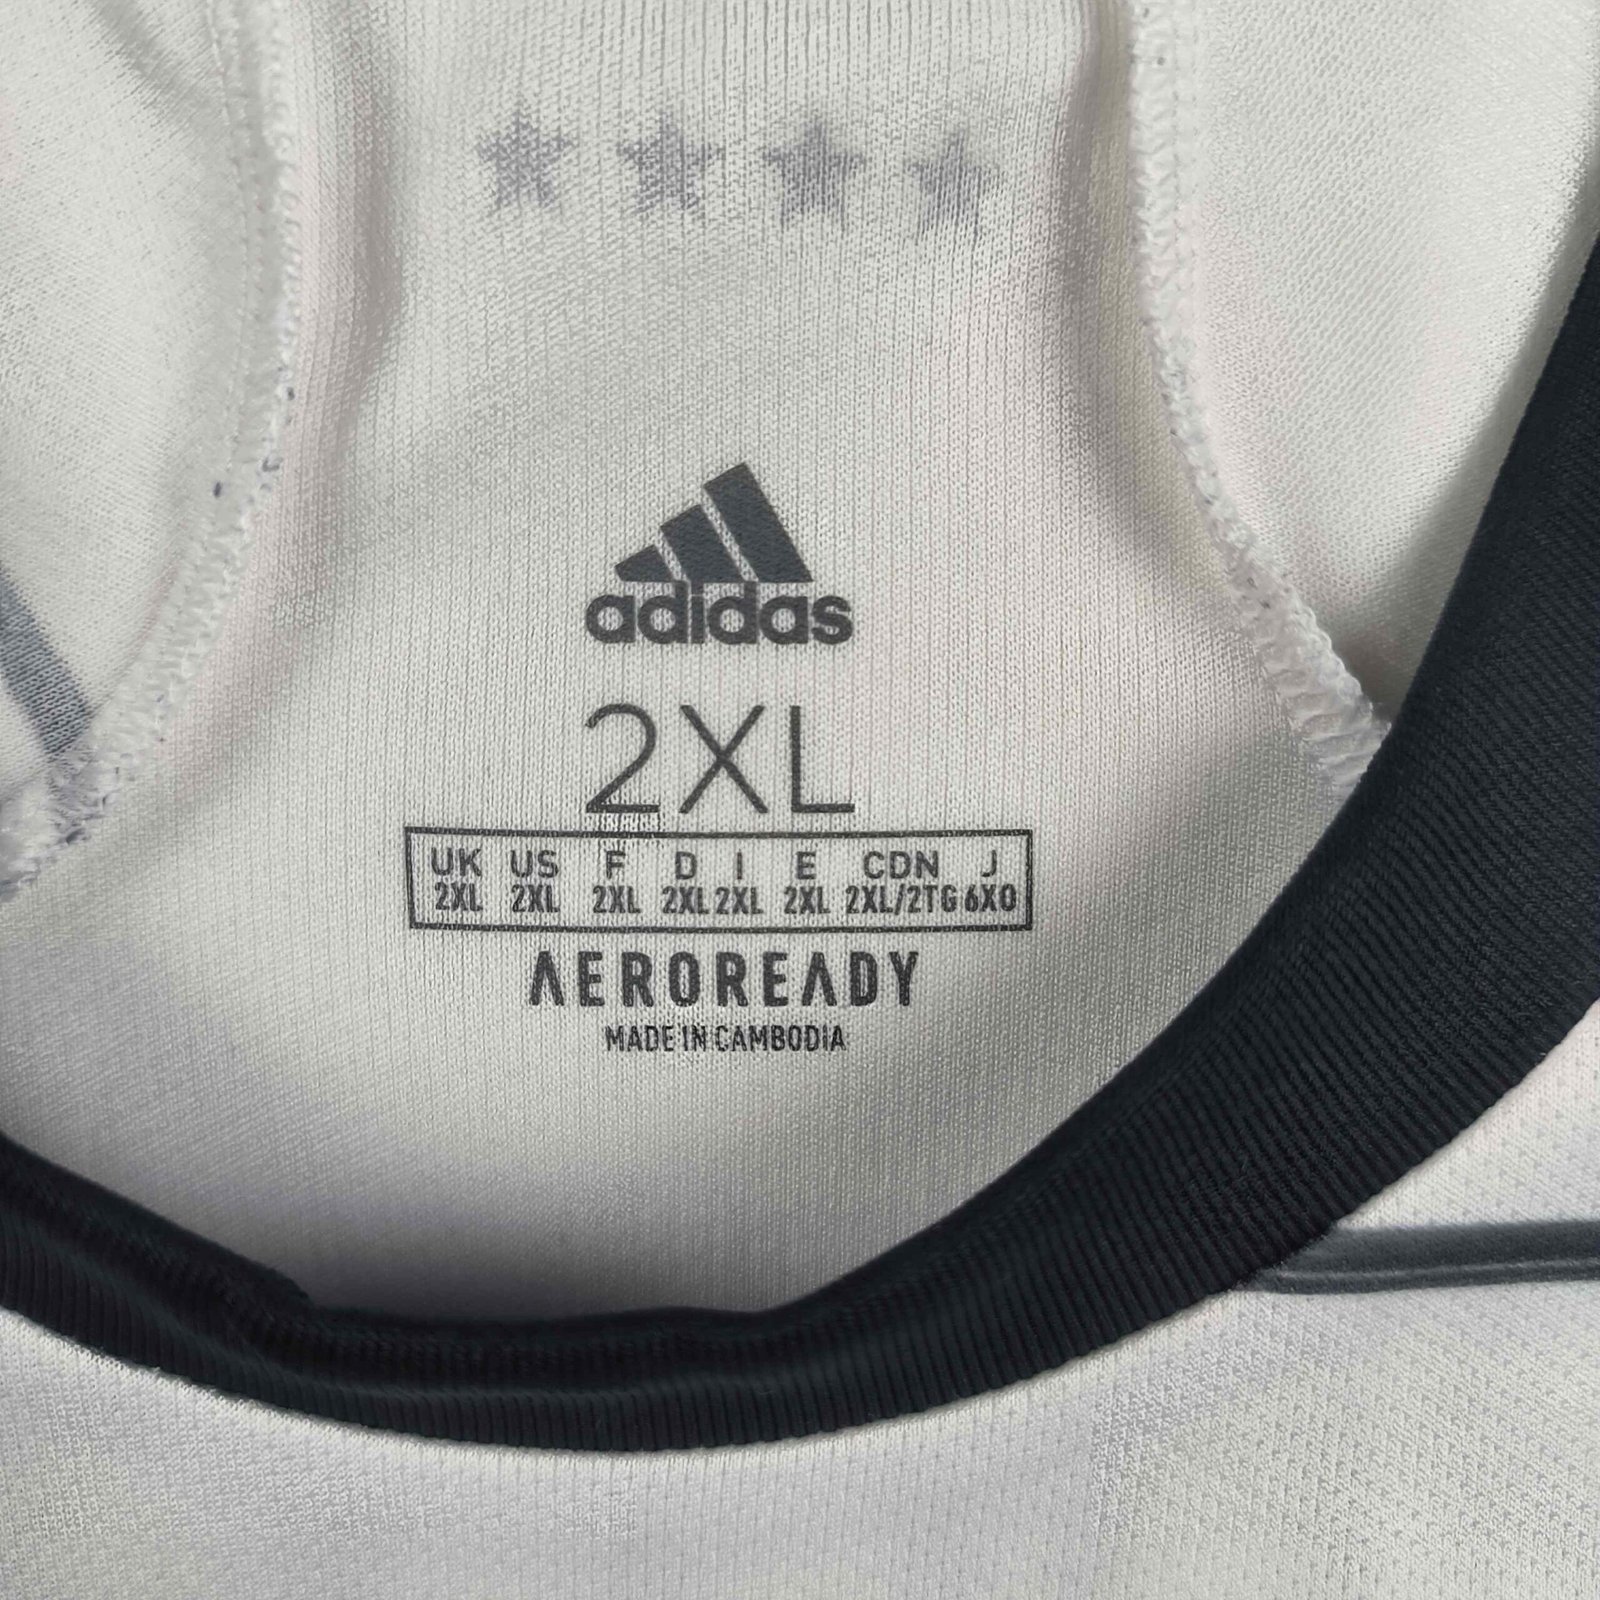 adidas
2XL
UK US F D I E CDN J
2XL 2XL 2XL 2XL 2XL 2XL 2XL/2TG 6XO
AEROREADY
MADE IN CAMBODIA